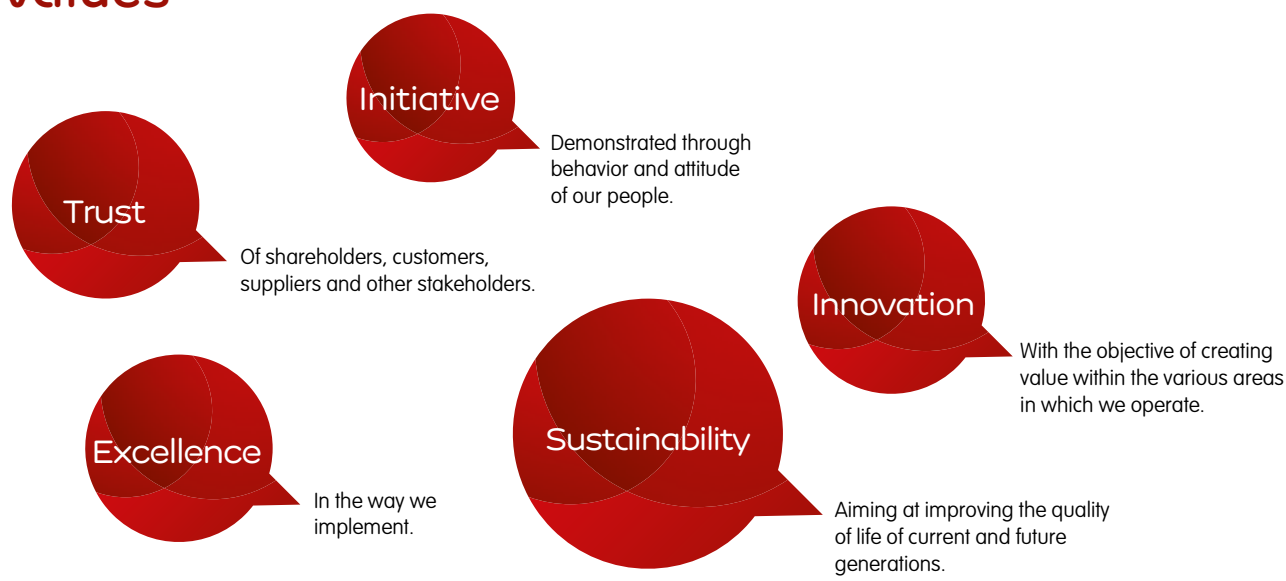 Values
Initiative
Demonstrated through
behavior and attitude
of our people.
Trust
Of shareholders, customers,
suppliers and other stakeholders.
Innovation
With the objective of creating
value within the various areas
in which we operate.
Excellence
In the way we
implement.
Sustainability
Aiming at improving the quality
of life of current and future
generations.